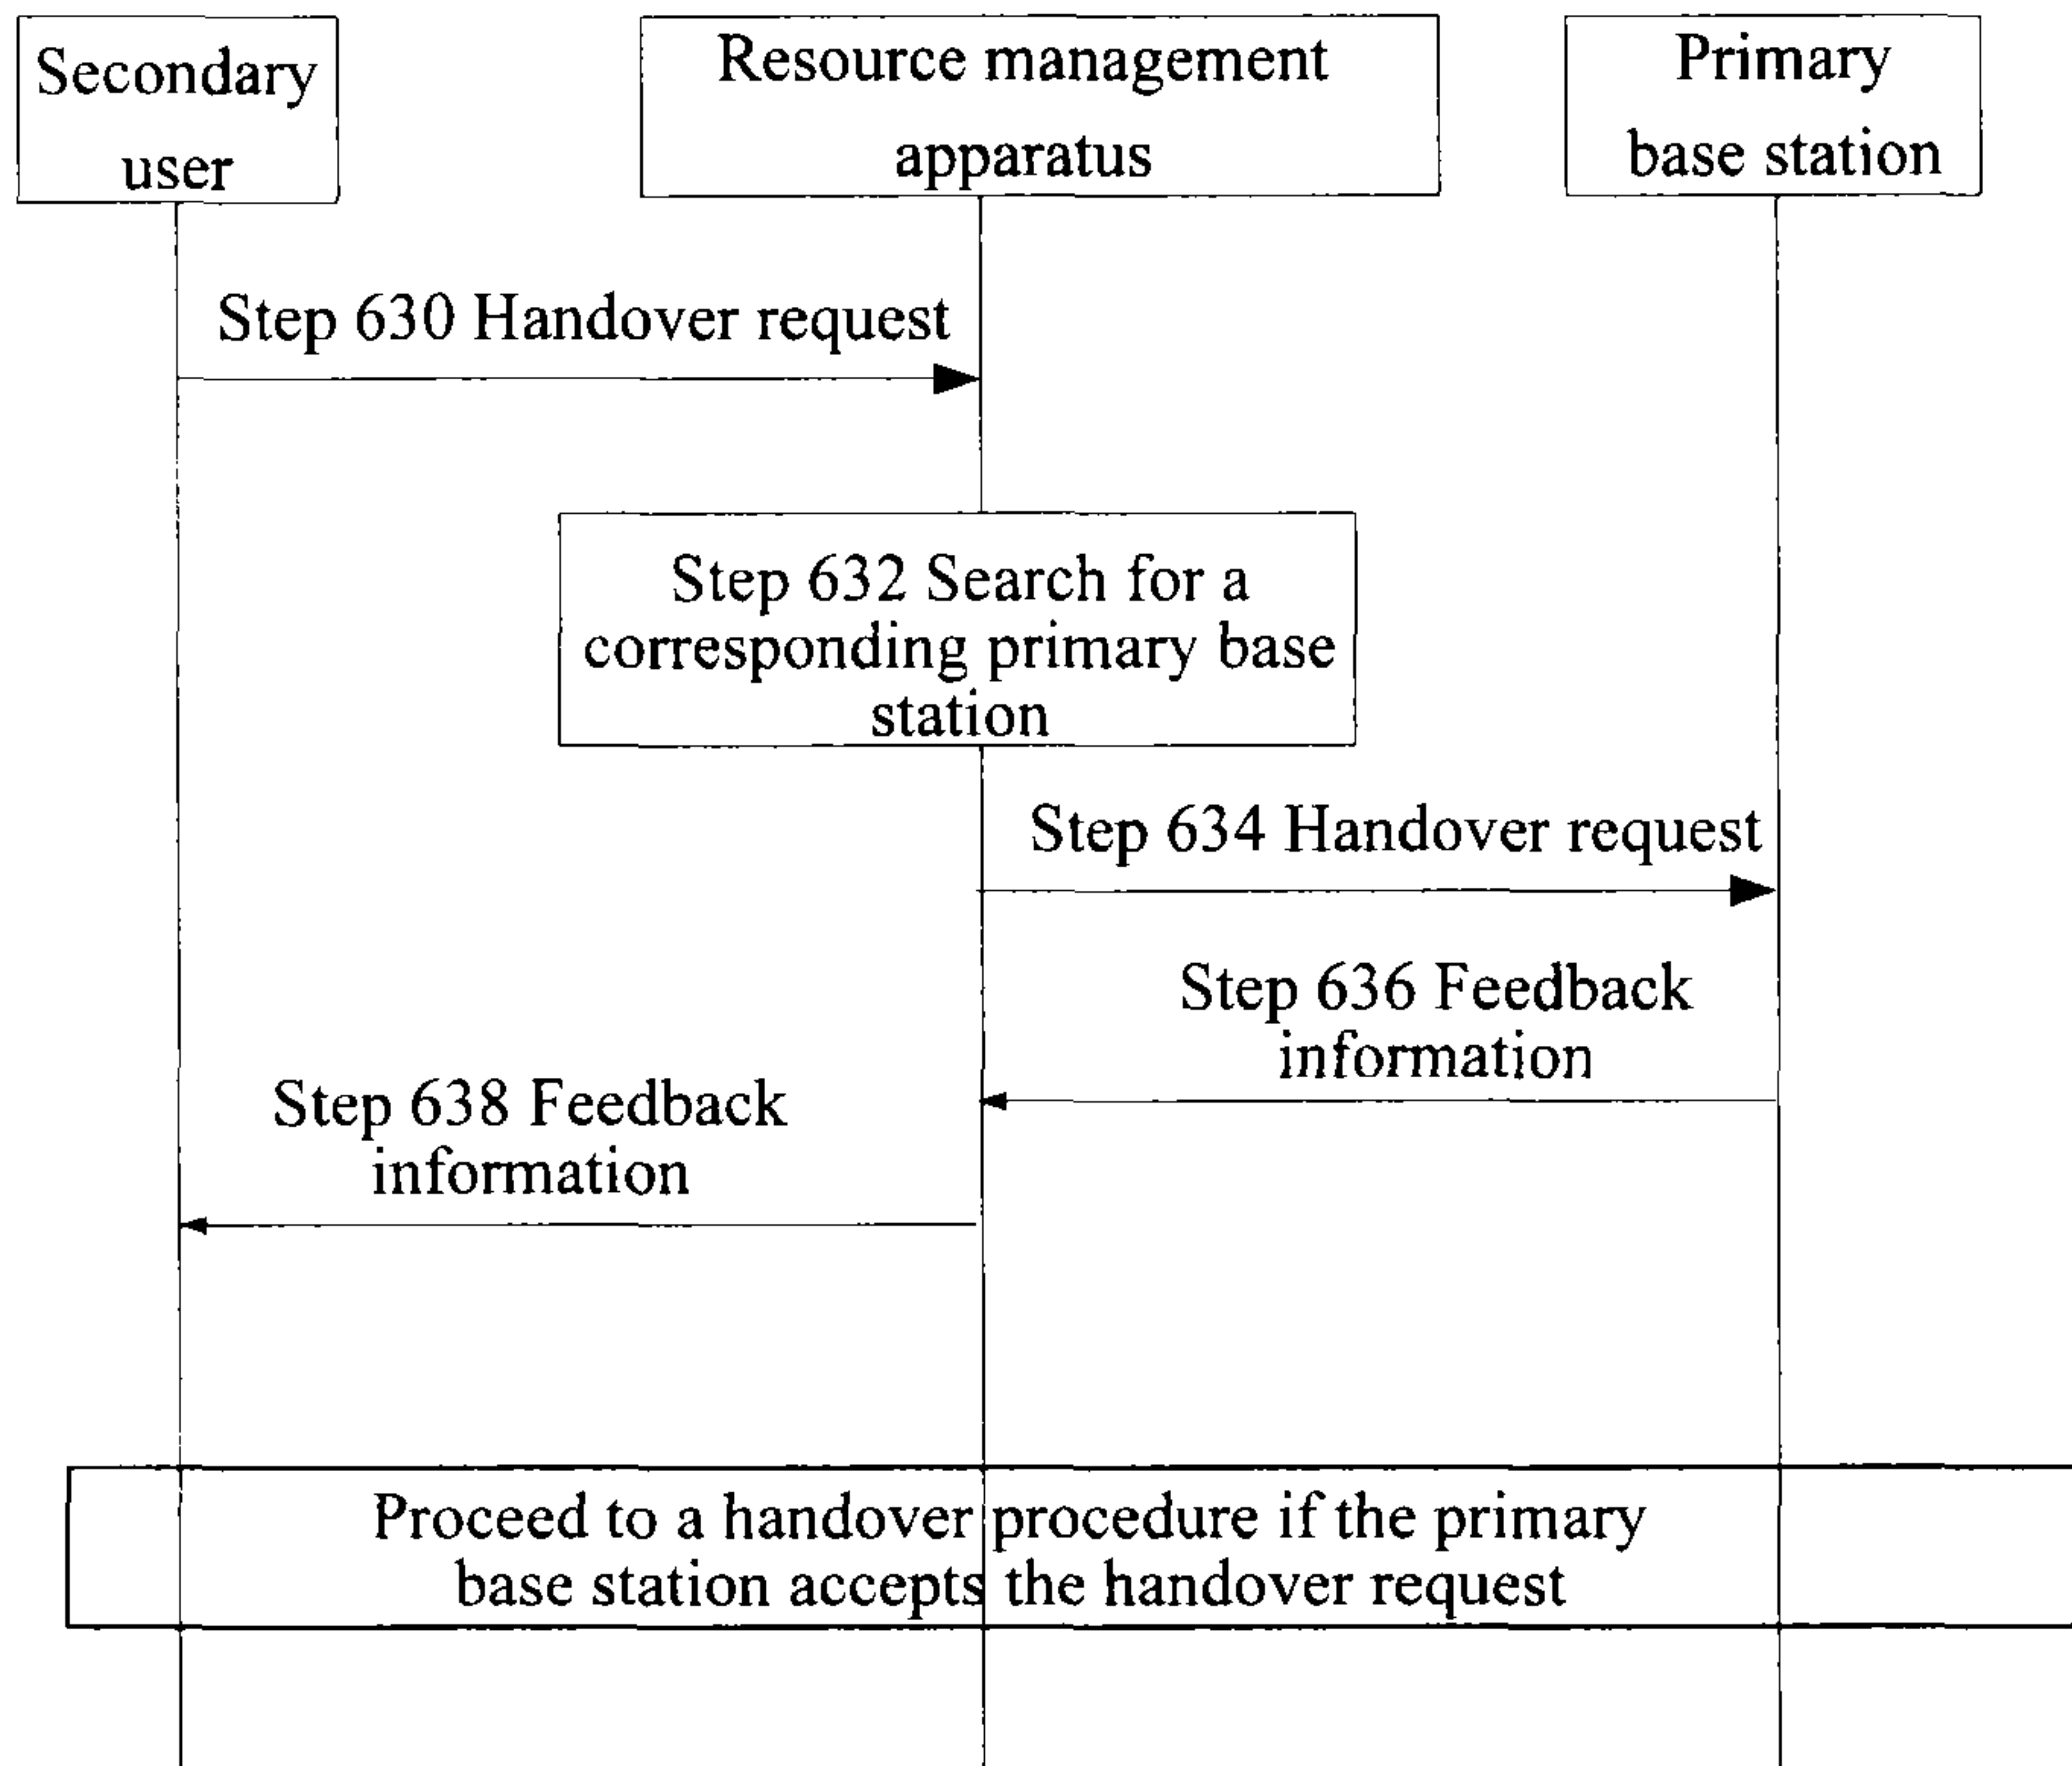 Secondary
user
Resource management
apparatus
Primary
base station
Step 630 Handover request
Step 632 Search for a
corresponding primary base
station
Step 634 Handover request
Step 636 Feedback
information
Step 638 Feedback
information
Proceed to a handover procedure if the primary
base station accepts the handover request